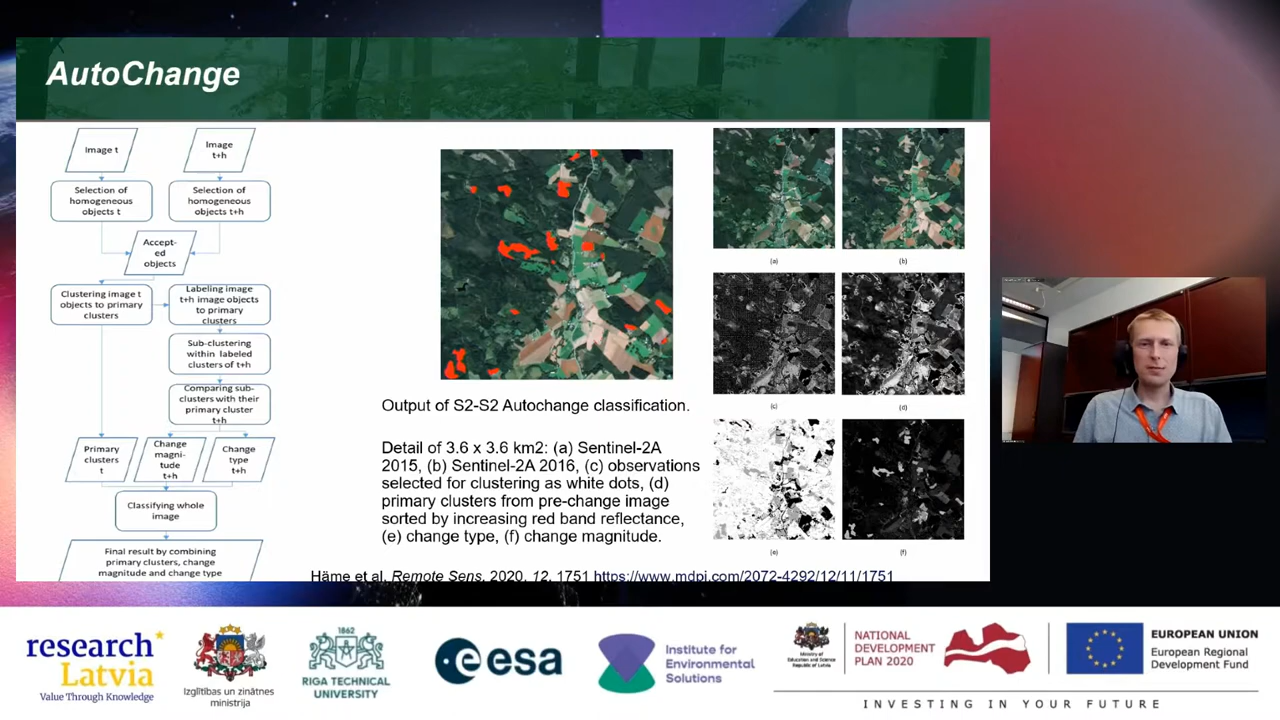 AutoChange
Image t
Image
t+h
Selection of
homogeneous
objects t
Selection of
homogeneous
objects t+h
Accept-
ed
objects
Clustering image t
objects to primary
clusters
Labeling image
t+h image objects
to primary
clusters
Sub-clustering
within labeled
clusters of t+h
Comparing sub-
clusters with their
primary cluster
t+h
Primary
clusters
t
Change
magni-
tude
t+h
Change
type
t+h
Classifying whole
image
Final result by combining
primary clusters, change
magnitude and change type
Output of S2-S2 Autochange classification.
Detail of 3.6 x 3.6 km2: (a) Sentinel-2A
2015, (b) Sentinel-2A 2016, (c) observations
selected for clustering as white dots, (d)
primary clusters from pre-change image
sorted by increasing red band reflectance,
(e) change type, (f) change magnitude.
(a)
(b)
(c)
(d)
(e)
(f)
Häme et al. Remote Sens. 2020, 12, 1751 https://www.mdpi.com/2072-4292/12/11/1751
research
Latvia
Value Through Knowledge
Izglītības un zinātnes
ministrija
1862
RIGA TECHNICAL
UNIVERSITY
esa
Institute for
Environmental
Solutions
Ministry of
Education and Science
Republic of Latvia
NATIONAL
DEVELOPMENT
PLAN 2020
EUROPEAN UNION
European Regional
Development Fund
INVESTING IN YOUR FUTURE